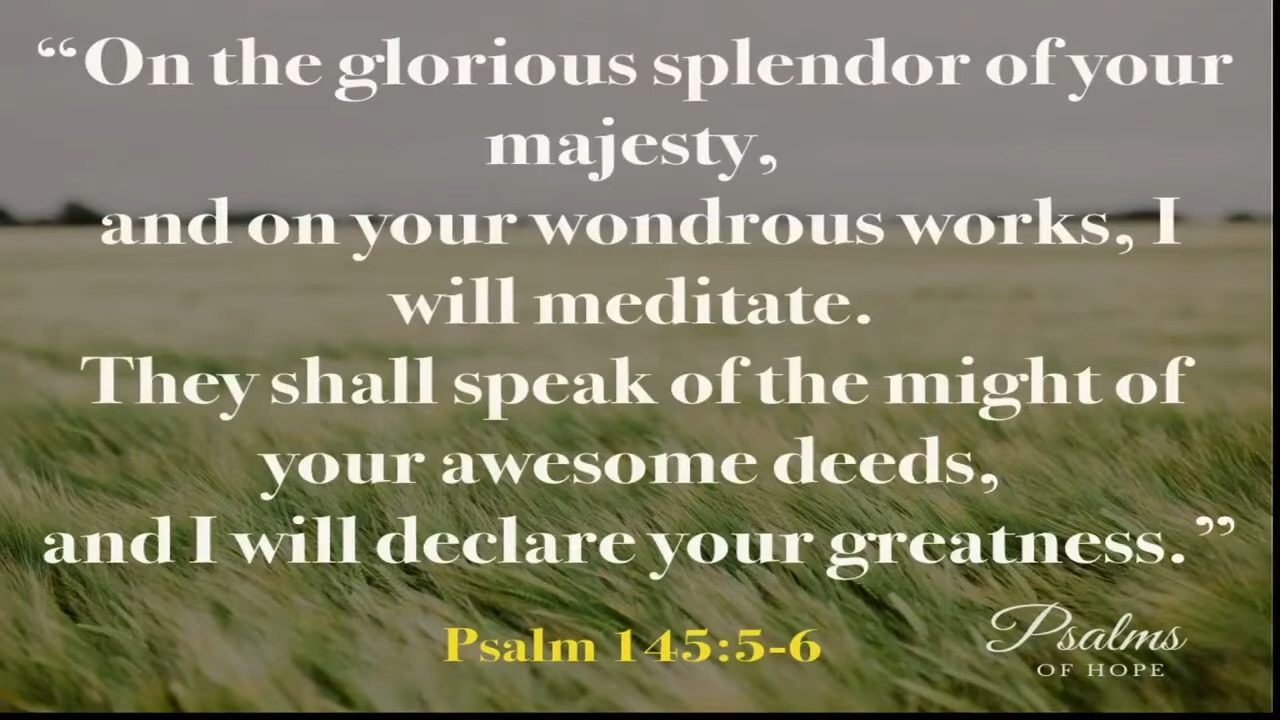 “On the glorious splendor of your
majesty,
and on your wondrous works, I
will meditate.
They shall speak of the might of
your awesome deeds,
and I will declare your greatness.”
Psalm 145:5-6
Psalms
OF HOPE